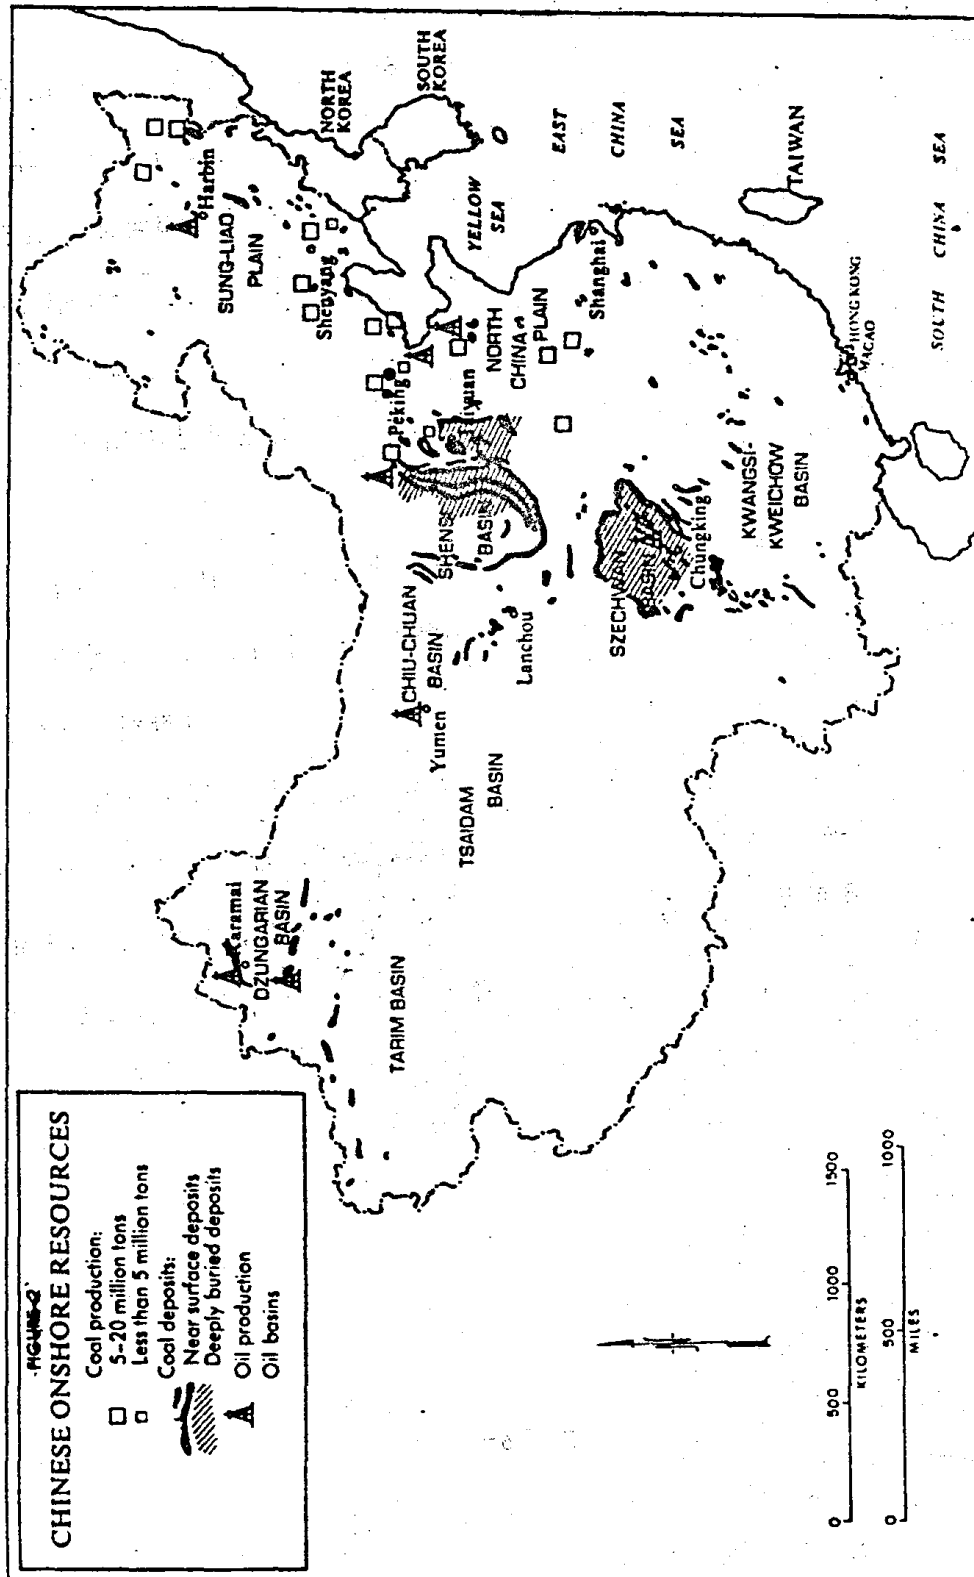 FIGURE-2
CHINESE ONSHORE RESOURCES
Coal production:
5-20 million tons
Less than 5 million tons
Coal deposits:
Near surface deposits
Deeply buried deposits
Oil production
Oil basins
Karamai
DZUNGARIAN
BASIN
TARIM BASIN
TSAIDAM
BASIN
Yumen
CHIU-CHUAN
BASIN
Lanchou
SHENSI
BASIN
Taiyuan
Peking
SUNG-LIAO
PLAIN
Harbin
Shenyang
NORTH
CHINA
PLAIN
Shanghai
SZECHWAN
BASIN
Chungking
KWANGSI-
KWEICHOW
BASIN
HONG KONG
MACAO
TAIWAN
NORTH
KOREA
SOUTH
KOREA
YELLOW
SEA
EAST
CHINA
SEA
SOUTH CHINA SEA
0 500 1000 1500
KILOMETERS
0 500 1000
MILES